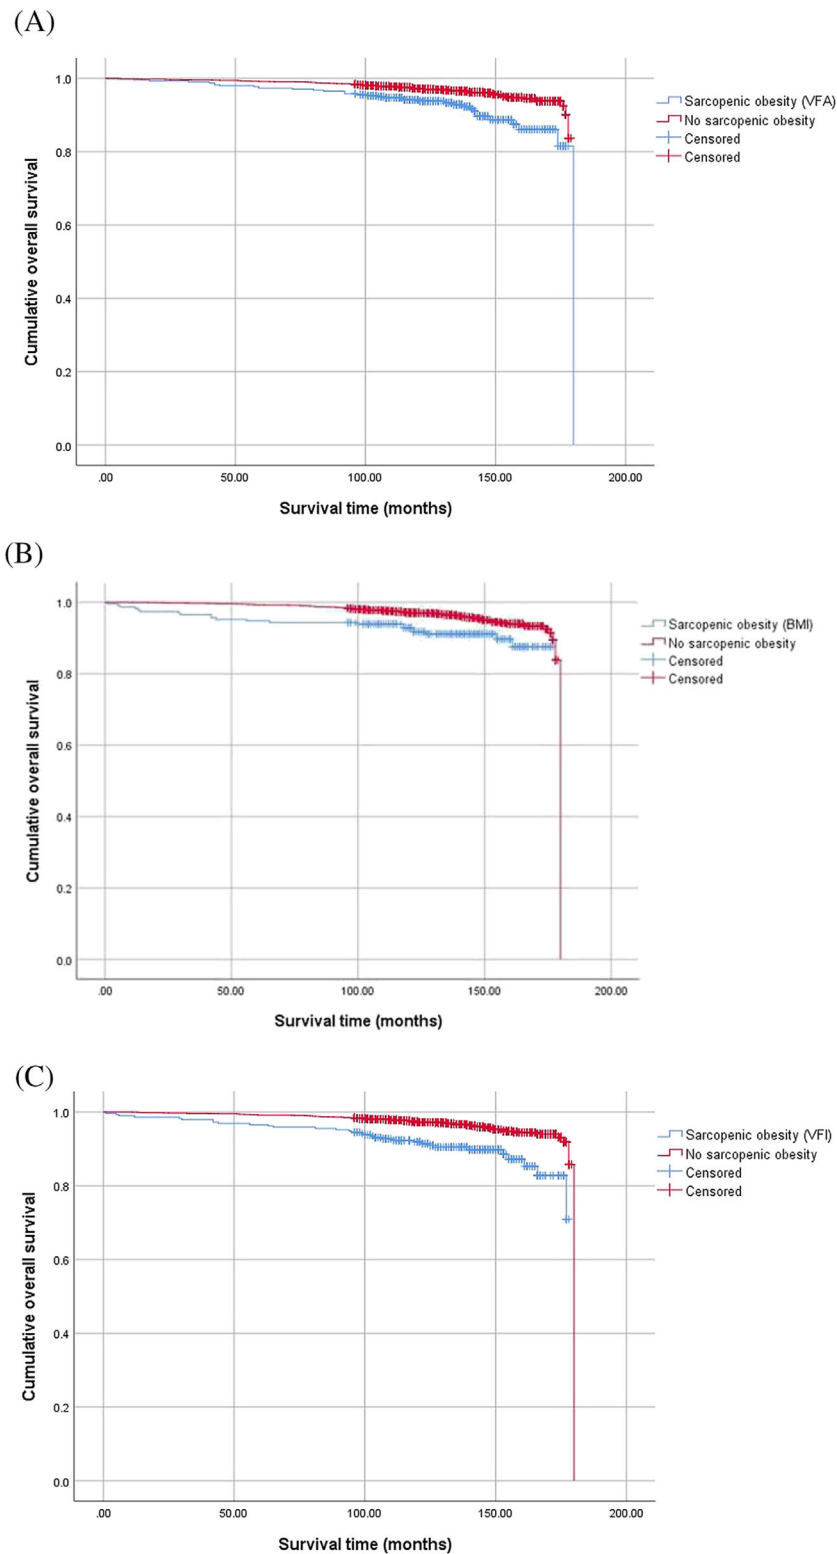 (A)
1.0
0.8
0.6
0.4
0.2
0.0
Cumulative overall survival
.00 50.00 100.00 150.00 200.00
Survival time (months)
Sarcopenic obesity (VFA)
No sarcopenic obesity
Censored
Censored
(B)
1.0
0.8
0.6
0.4
0.2
0.0
Cumulative overall survival
.00 50.00 100.00 150.00 200.00
Survival time (months)
Sarcopenic obesity (BMI)
No sarcopenic obesity
Censored
Censored
(C)
1.0
0.8
0.6
0.4
0.2
0.0
Cumulative overall survival
.00 50.00 100.00 150.00 200.00
Survival time (months)
Sarcopenic obesity (VFI)
No sarcopenic obesity
Censored
Censored